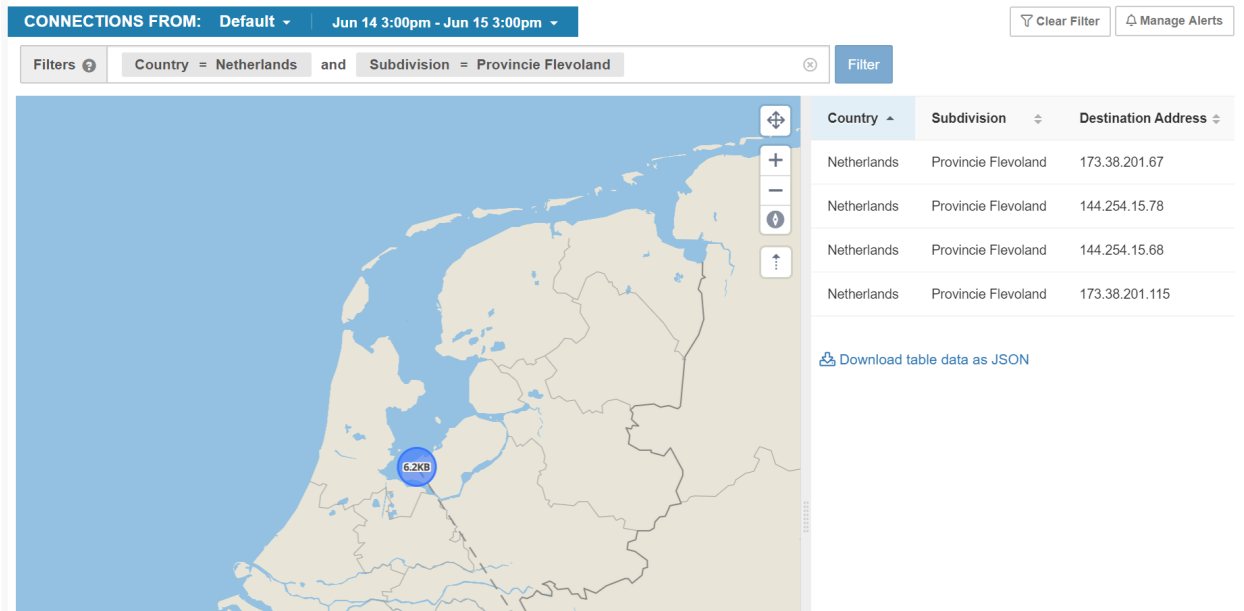 CONNECTIONS FROM: Default Jun 14 3:00pm - Jun 15 3:00pm
Clear Filter Manage Alerts
Filters ? Country = Netherlands and Subdivision = Provincie Flevoland Filter
Country Subdivision Destination Address
Netherlands Provincie Flevoland 173.38.201.67
Netherlands Provincie Flevoland 144.254.15.78
Netherlands Provincie Flevoland 144.254.15.68
Netherlands Provincie Flevoland 173.38.201.115
Download table data as JSON
6.2KB